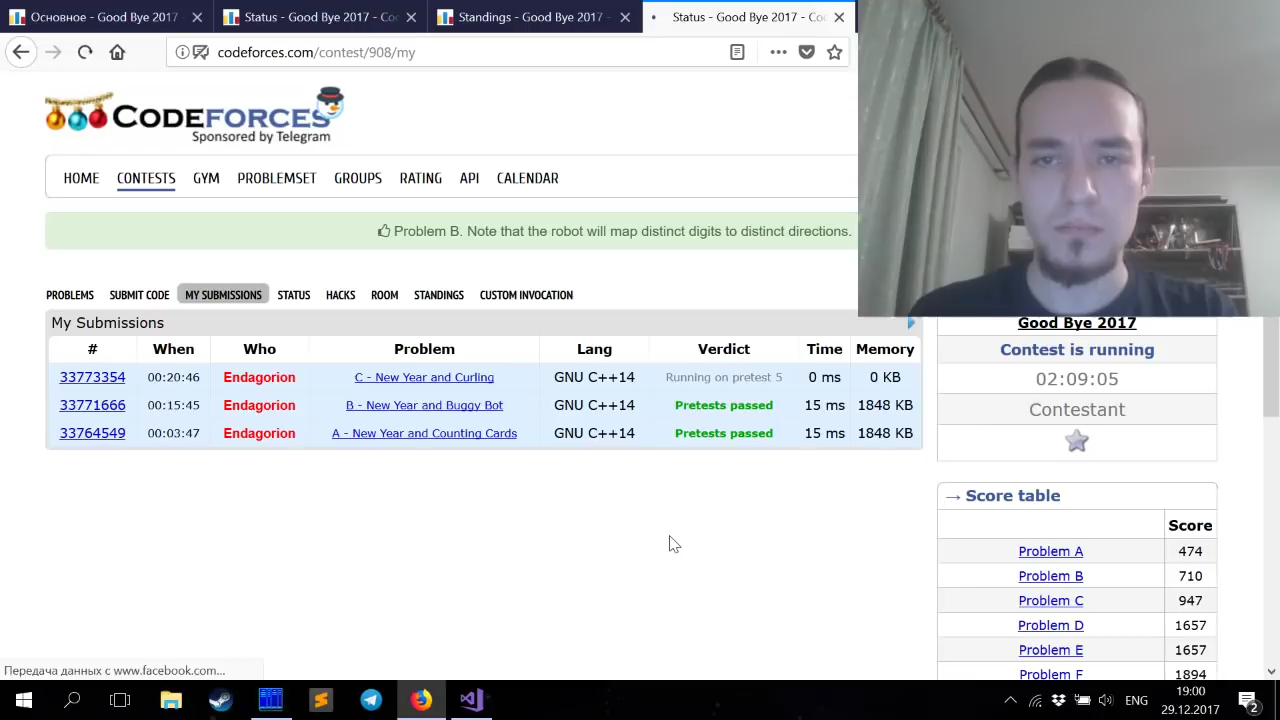 Основное - Good Bye 2017 -
Status - Good Bye 2017 - Co
Standings - Good Bye 2017 -
Status - Good Bye 2017 - Co
codeforces.com/contest/908/my
CODEFORCES
Sponsored by Telegram
HOME CONTESTS GYM PROBLEMSET GROUPS RATING API CALENDAR
Problem B. Note that the robot will map distinct digits to distinct directions.
PROBLEMS SUBMIT CODE MY SUBMISSIONS STATUS HACKS ROOM STANDINGS CUSTOM INVOCATION
My Submissions
# When Who Problem Lang Verdict Time Memory
33773354 00:20:46 Endagorion C - New Year and Curling GNU C++14 Running on pretest 5 0 ms 0 KB
33771666 00:15:45 Endagorion B - New Year and Buggy Bot GNU C++14 Pretests passed 15 ms 1848 KB
33764549 00:03:47 Endagorion A - New Year and Counting Cards GNU C++14 Pretests passed 15 ms 1848 KB
Good Bye 2017
Contest is running
02:09:05
Contestant
→ Score table
Score
Problem A 474
Problem B 710
Problem C 947
Problem D 1657
Problem E 1657
Problem F 1894
Передача данных с www.facebook.com...
ENG
19:00
29.12.2017
2